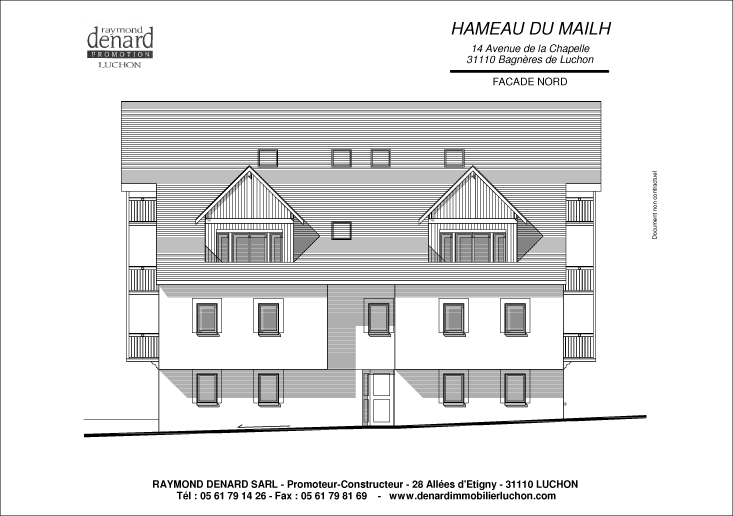 raymond
denard
PROMOTION
LUCHON
HAMEAU DU MAILH
14 Avenue de la Chapelle
31110 Bagnères de Luchon
FACADE NORD
Document non contractuel
RAYMOND DENARD SARL - Promoteur-Constructeur - 28 Allées d'Etigny - 31110 LUCHON
Tél : 05 61 79 14 26 - Fax : 05 61 79 81 69 - www.denardimmobilierluchon.com